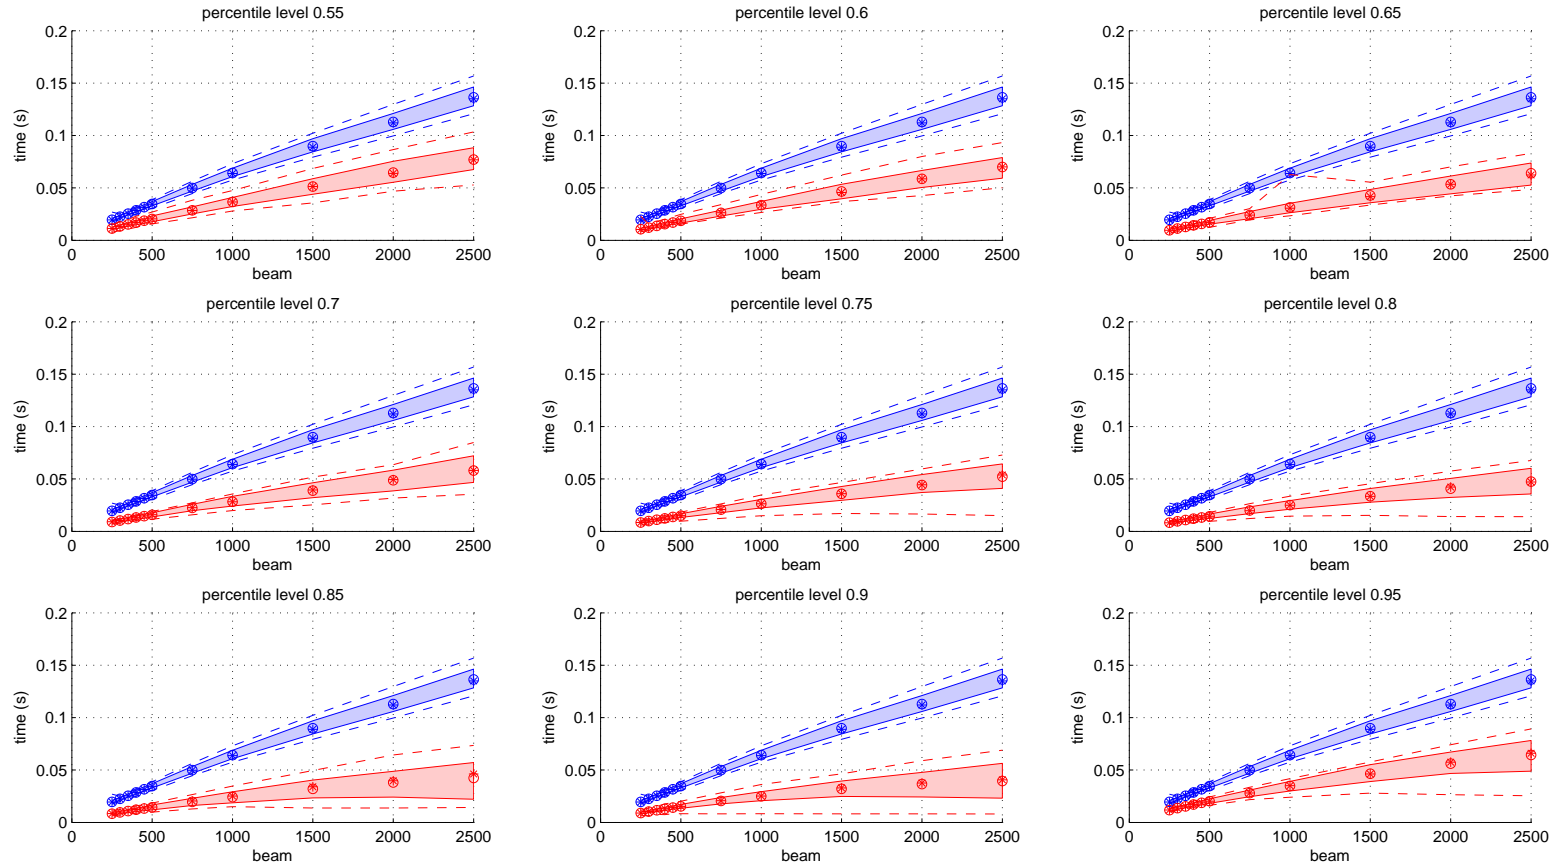 percentile level 0.55
0.2
0.15
0.1
0.05
0
time (s)
0 500 1000 1500 2000 2500
beam
percentile level 0.6
0.2
0.15
0.1
0.05
0
time (s)
0 500 1000 1500 2000 2500
beam
percentile level 0.65
0.2
0.15
0.1
0.05
0
time (s)
0 500 1000 1500 2000 2500
beam
percentile level 0.7
0.2
0.15
0.1
0.05
0
time (s)
0 500 1000 1500 2000 2500
beam
percentile level 0.75
0.2
0.15
0.1
0.05
0
time (s)
0 500 1000 1500 2000 2500
beam
percentile level 0.8
0.2
0.15
0.1
0.05
0
time (s)
0 500 1000 1500 2000 2500
beam
percentile level 0.85
0.2
0.15
0.1
0.05
0
time (s)
0 500 1000 1500 2000 2500
beam
percentile level 0.9
0.2
0.15
0.1
0.05
0
time (s)
0 500 1000 1500 2000 2500
beam
percentile level 0.95
0.2
0.15
0.1
0.05
0
time (s)
0 500 1000 1500 2000 2500
beam